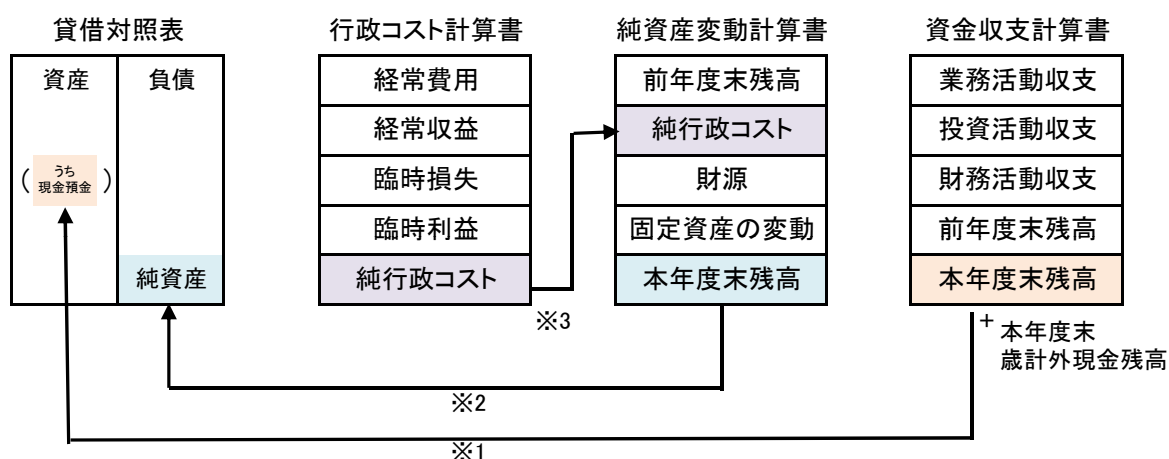 貸借対照表
資産
負債
(うち
現金預金)
純資産
行政コスト計算書
経常費用
経常収益
臨時損失
臨時利益
純行政コスト
純資産変動計算書
前年度末残高
純行政コスト
財源
固定資産の変動
本年度末残高
資金収支計算書
業務活動収支
投資活動収支
財務活動収支
前年度末残高
本年度末残高
+ 本年度末
歳計外現金残高
※3
※2
※1